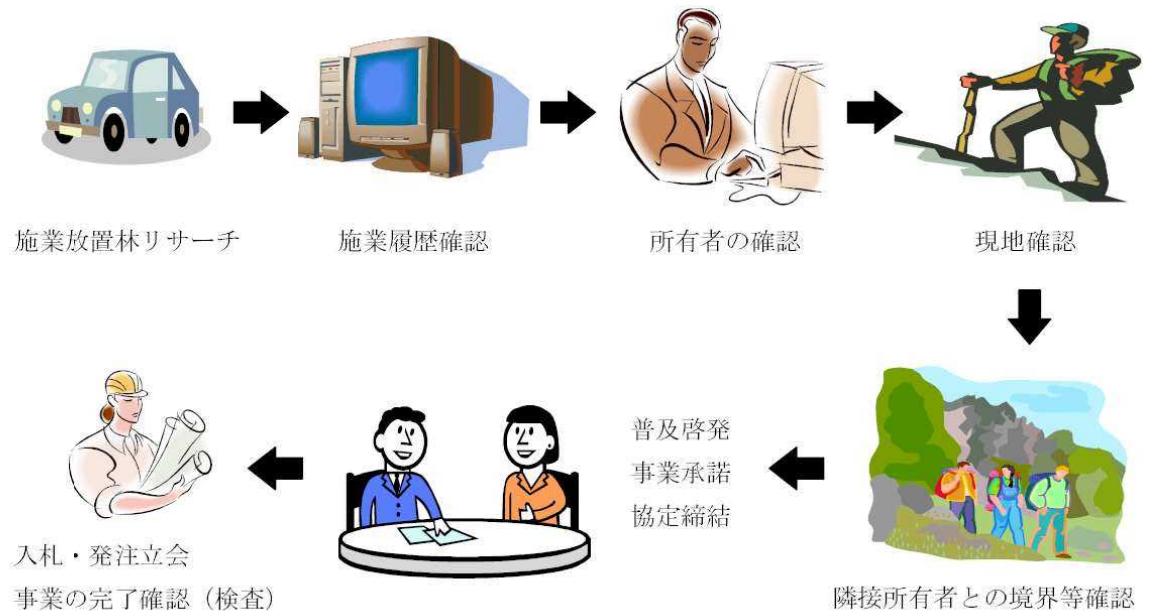 施業放置林リサーチ
施業履歴確認
所有者の確認
現地確認
隣接所有者との境界等確認
普及啓発
事業承諾
協定締結
入札・発注立会
事業の完了確認（検査）